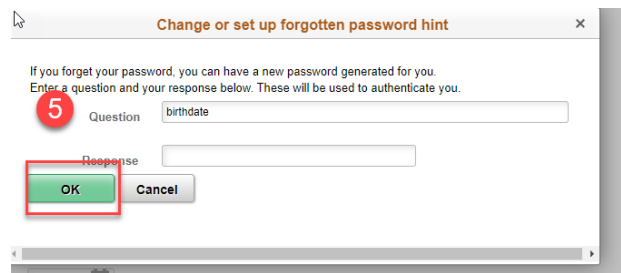 Change or set up forgotten password hint
If you forget your password, you can have a new password generated for you.
Enter a question and your response below. These will be used to authenticate you.
5
Question
birthdate
Response
OK
Cancel